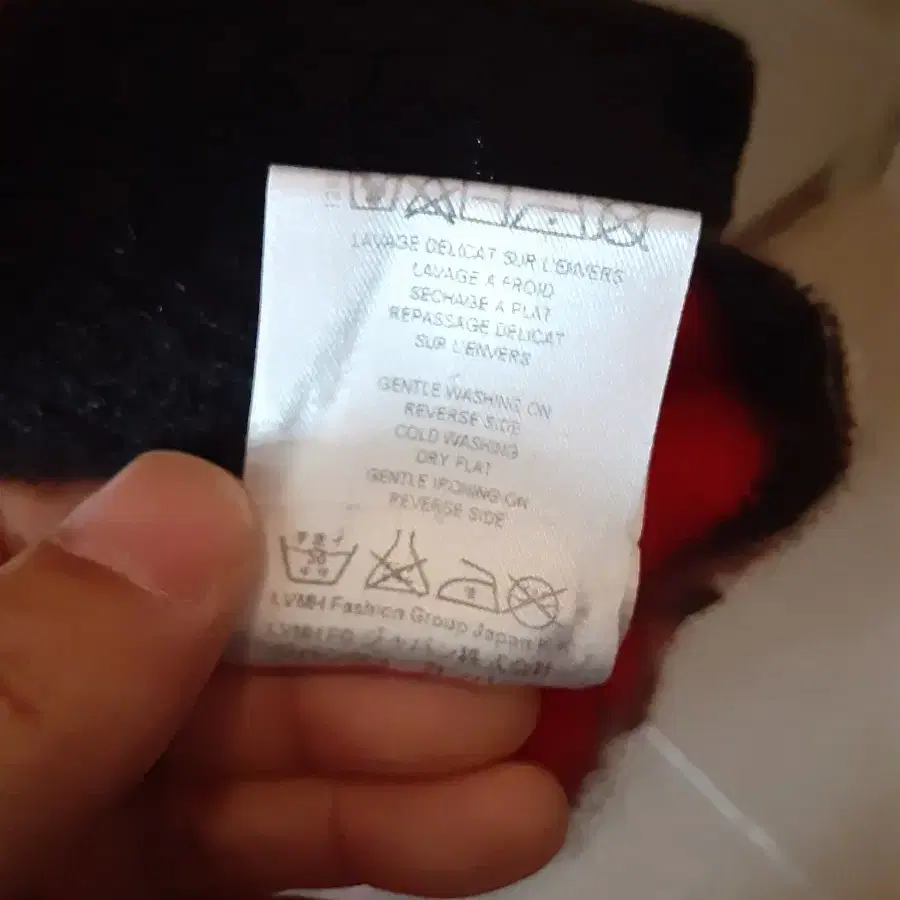 LAVAGE DELICAT SUR L'ENVERS
LAVAGE A FROID
SECHAGE A PLAT
REPASSAGE DELICAT
SUR L'ENVERS
GENTLE WASHING ON
REVERSE SIDE
COLD WASHING
DRY FLAT
GENTLE IRONING ON
REVERSE SIDE
30
LVMH Fashion Group Japan K.K.